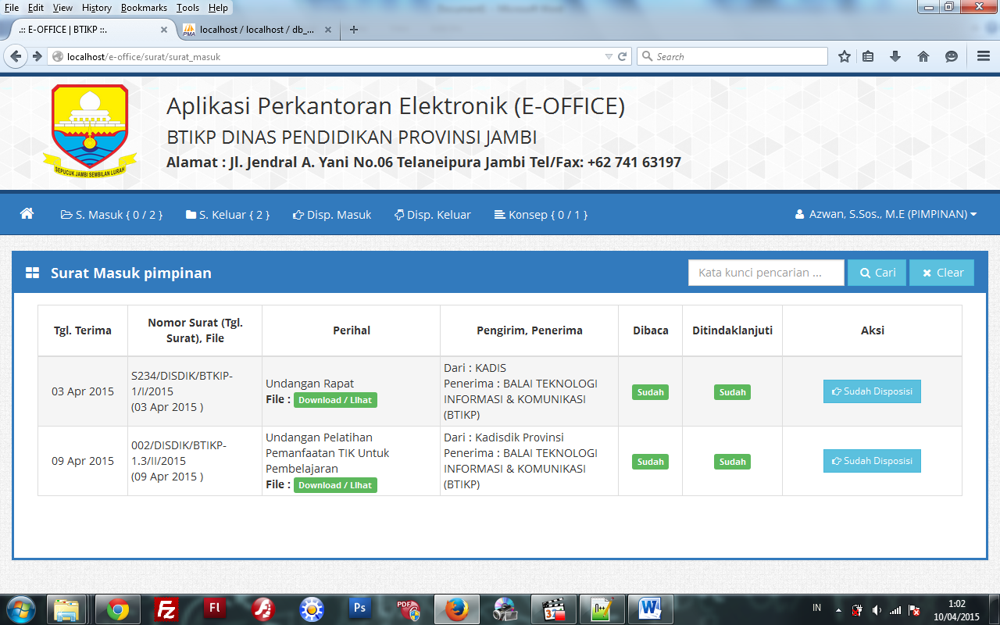 File Edit View History Bookmarks Tools Help
.:: E-OFFICE | BTIKP ::.
localhost / localhost / db_...
localhost/e-office/surat/surat_masuk
Search
Aplikasi Perkantoran Elektronik (E-OFFICE)
BTIKP DINAS PENDIDIKAN PROVINSI JAMBI
Alamat : Jl. Jendral A. Yani No.06 Telaneipura Jambi Tel/Fax: +62 741 63197
SEPUCUK JAMBI SEMBILAN LURAH
S. Masuk { 0 / 2 } S. Keluar { 2 } Disp. Masuk Disp. Keluar Konsep { 0 / 1 } Azwan, S.Sos., M.E (PIMPINAN)
Surat Masuk pimpinan
Kata kunci pencarian ... Cari Clear
Tgl. Terima
Nomor Surat (Tgl.
Surat), File
Perihal
Pengirim, Penerima
Dibaca
Ditindaklanjuti
Aksi
03 Apr 2015
S234/DISDIK/BTKIP-
1/I/2015
(03 Apr 2015 )
Undangan Rapat
File : Download / LIhat
Dari : KADIS
Penerima : BALAI TEKNOLOGI
INFORMASI & KOMUNIKASI
(BTIKP)
Sudah
Sudah
Sudah Disposisi
09 Apr 2015
002/DISDIK/BTIKP-
1.3/II/2015
(09 Apr 2015 )
Undangan Pelatihan
Pemanfaatan TIK Untuk
Pembelajaran
File : Download / LIhat
Dari : Kadisdik Provinsi
Penerima : BALAI TEKNOLOGI
INFORMASI & KOMUNIKASI
(BTIKP)
Sudah
Sudah
Sudah Disposisi
IN
1:02
10/04/2015